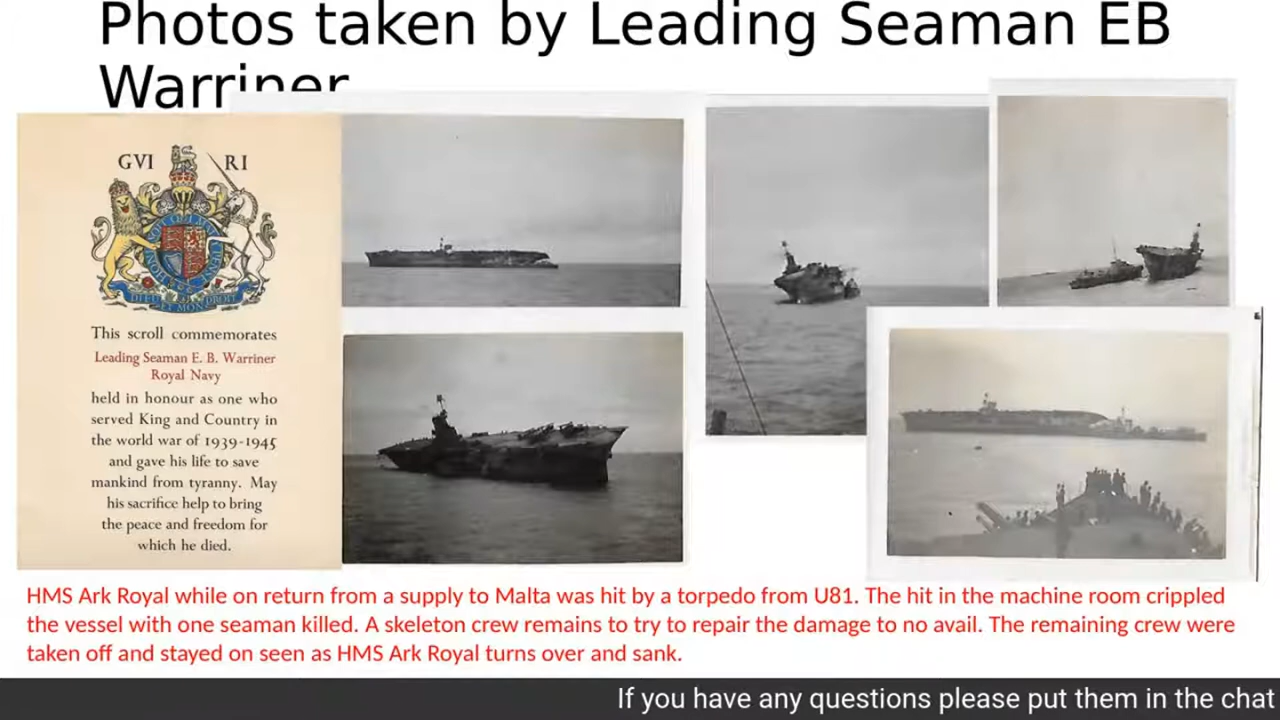 Photos taken by Leading Seaman EB
Warriner
GVI RI
DIEU ET MON DROIT
This scroll commemorates
Leading Seaman E. B. Warriner
Royal Navy
held in honour as one who
served King and Country in
the world war of 1939-1945
and gave his life to save
mankind from tyranny. May
his sacrifice help to bring
the peace and freedom for
which he died.
HMS Ark Royal while on return from a supply to Malta was hit by a torpedo from U81. The hit in the machine room crippled
the vessel with one seaman killed. A skeleton crew remains to try to repair the damage to no avail. The remaining crew were
taken off and stayed on seen as HMS Ark Royal turns over and sank.
If you have any questions please put them in the chat